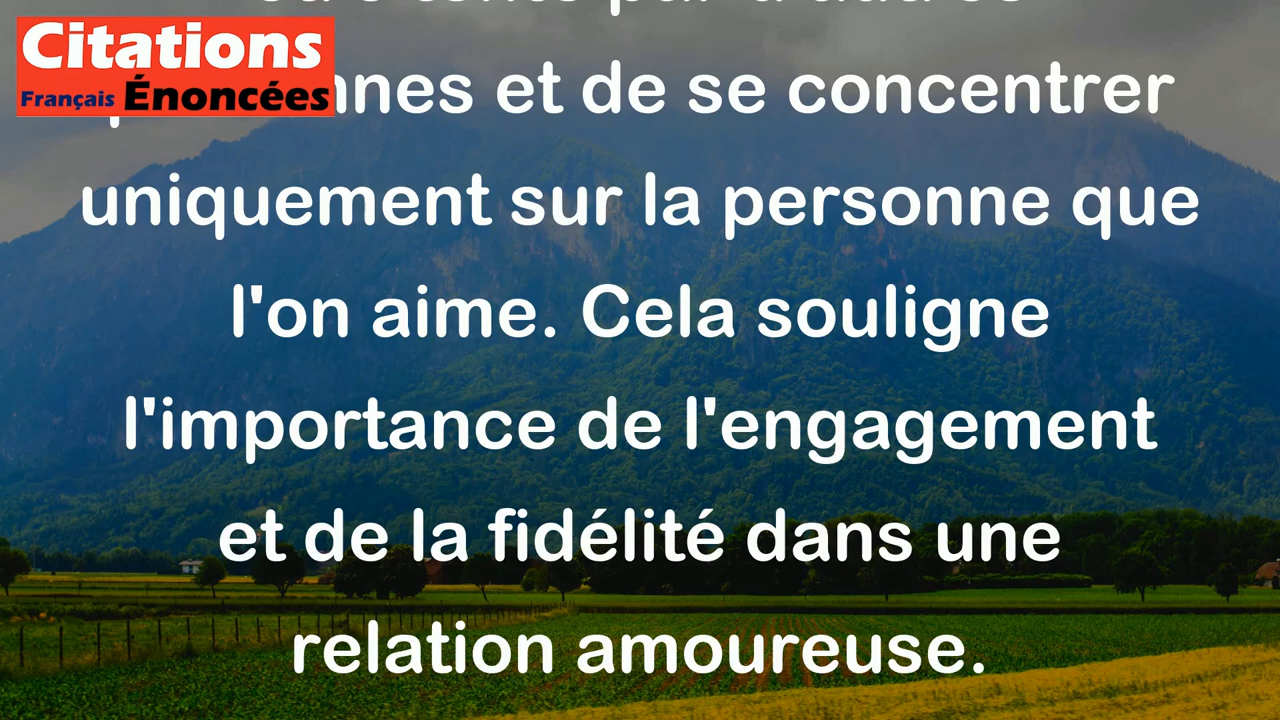 Citations
Français Énoncées
et de se concentrer
uniquement sur la personne que
l'on aime. Cela souligne
l'importance de l'engagement
et de la fidélité dans une
relation amoureuse.